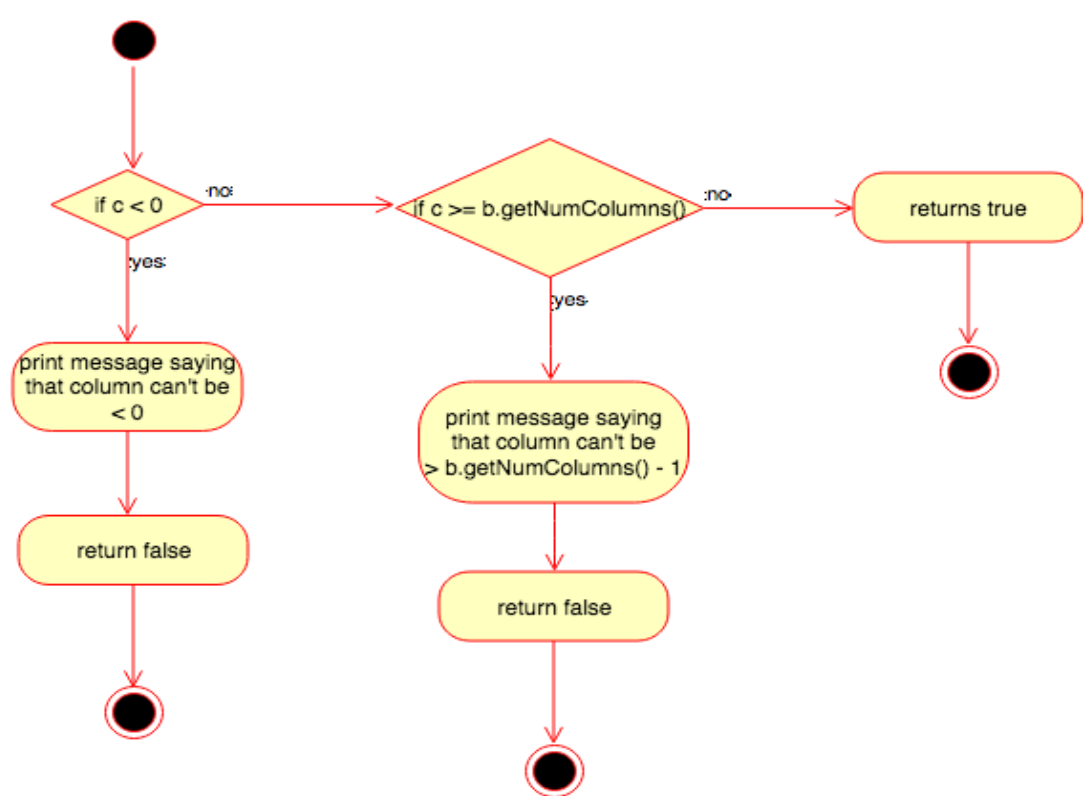 if c < 0
:no:
if c >= b.getNumColumns()
:no
returns true
:yes:
:yes
print message saying
that column can't be
< 0
print message saying
that column can't be
> b.getNumColumns() - 1
return false
return false